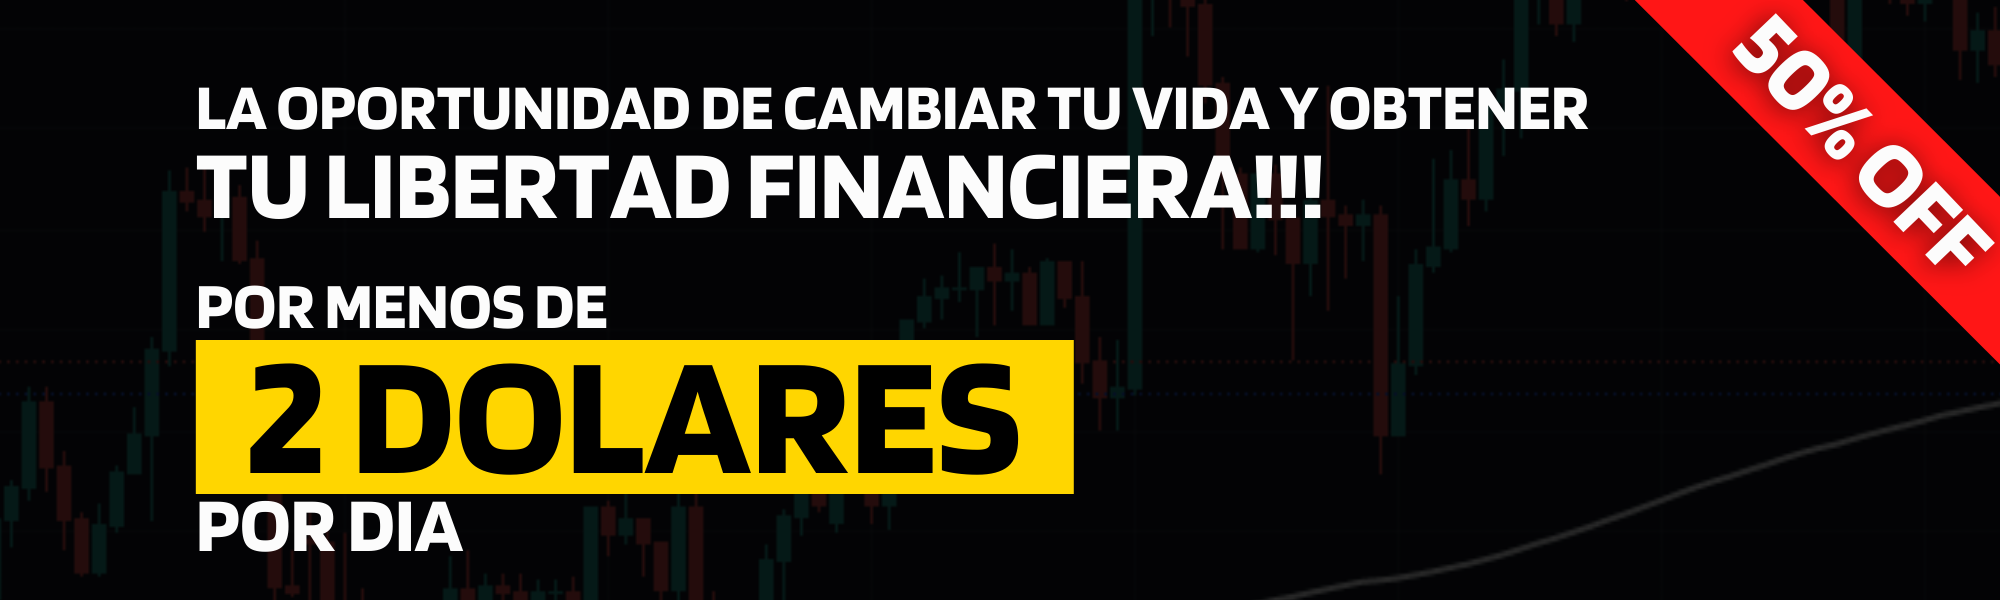 LA OPORTUNIDAD DE CAMBIAR TU VIDA Y OBTENER
TU LIBERTAD FINANCIERA!!!
50% OFF
POR MENOS DE
2 DOLARES
POR DIA